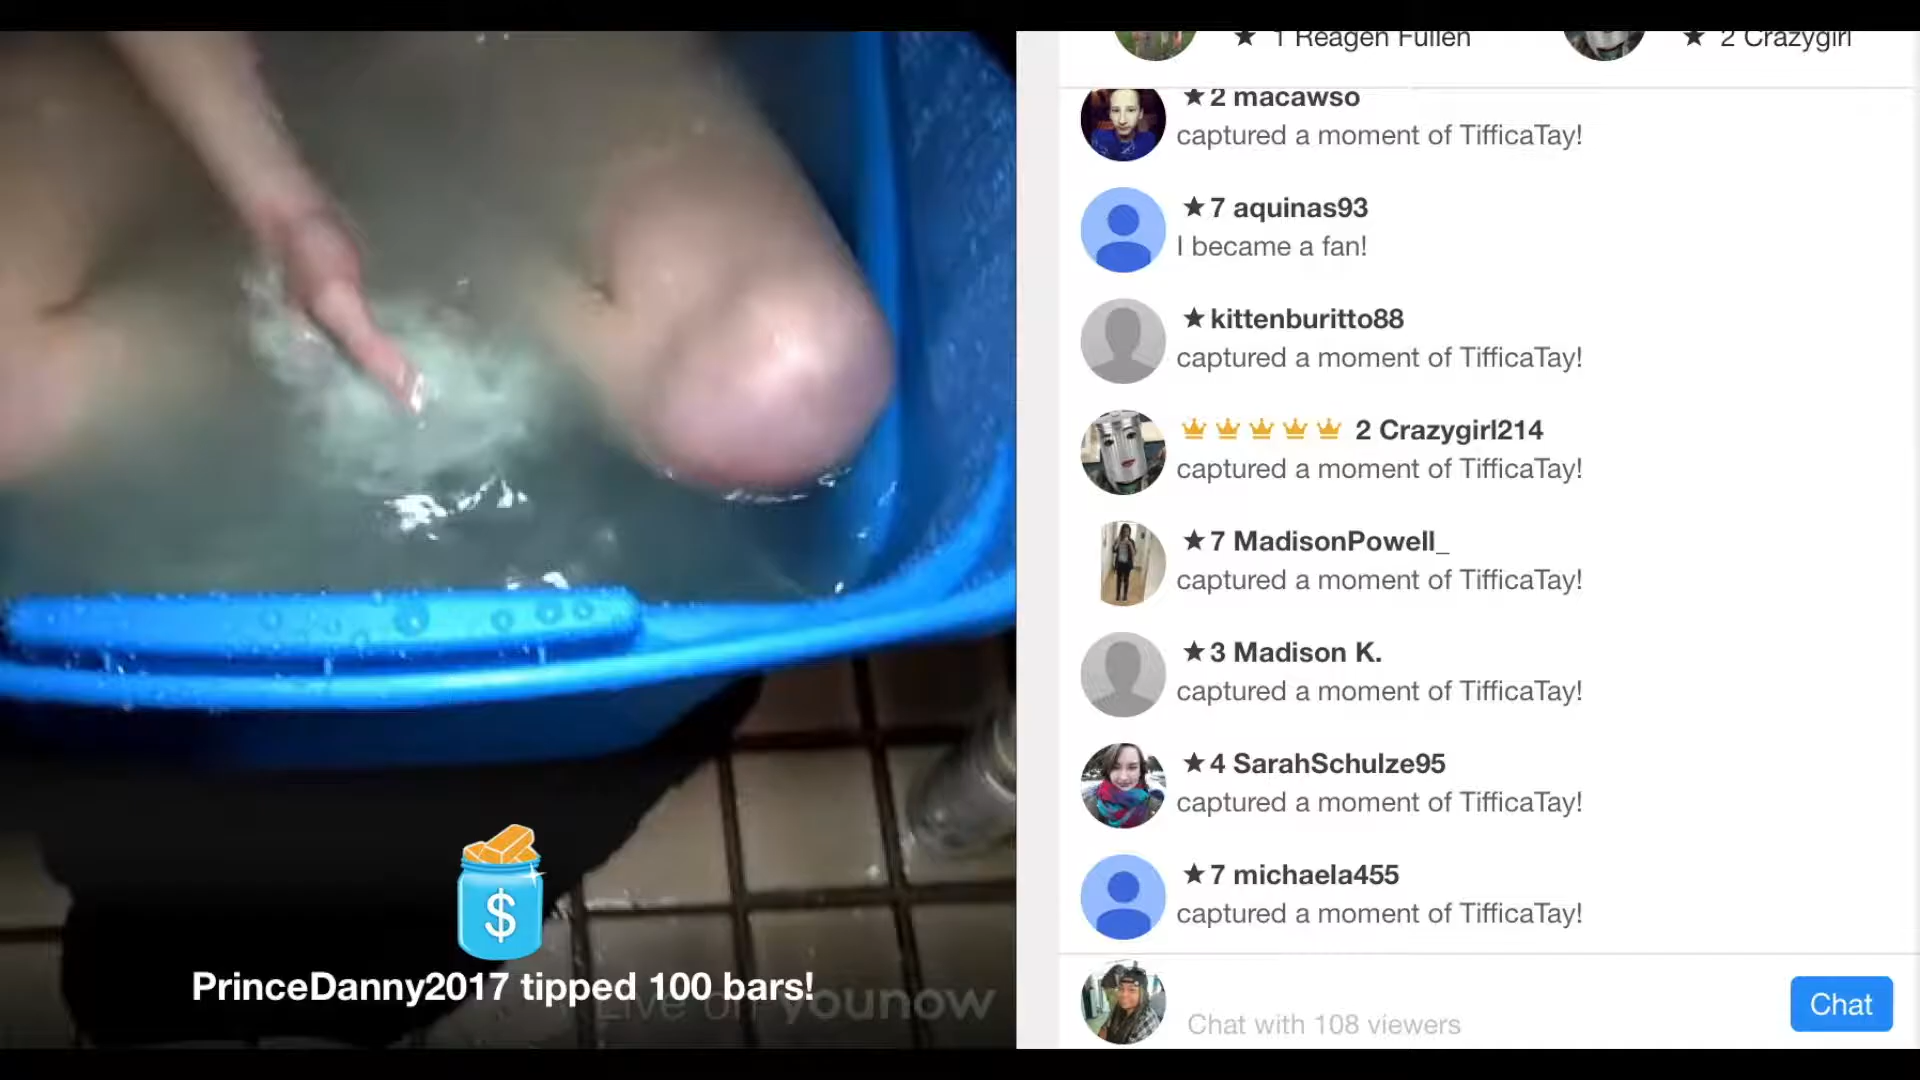 ★ 1 Reagen Fullen
★ 2 Crazygirl
★ 2 macawso
captured a moment of TifficaTay!
★ 7 aquinas93
I became a fan!
★ kittenburitto88
captured a moment of TifficaTay!
2 Crazygirl214
captured a moment of TifficaTay!
★ 7 MadisonPowell_
captured a moment of TifficaTay!
★ 3 Madison K.
captured a moment of TifficaTay!
★ 4 SarahSchulze95
captured a moment of TifficaTay!
★ 7 michaela455
captured a moment of TifficaTay!
Chat with 108 viewers
Chat
$
PrinceDanny2017 tipped 100 bars!
Live on younow